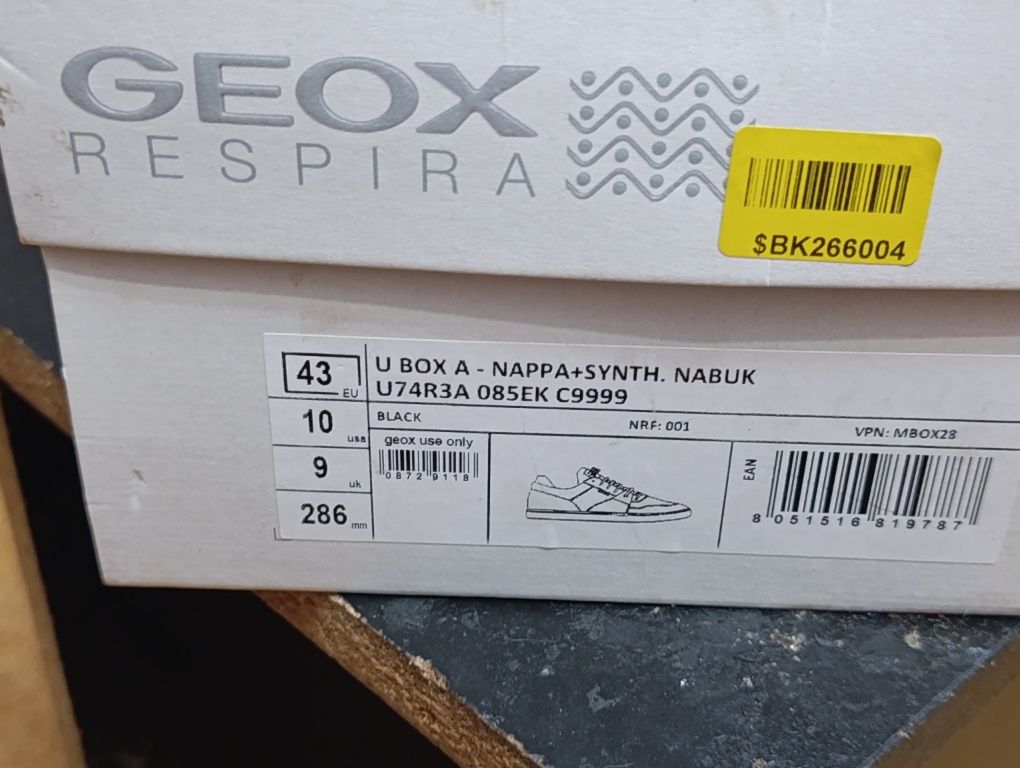 GEOX
RESPIRA
$BK266004
43 EU
U BOX A - NAPPA+SYNTH. NABUK
U74R3A 085EK C9999
10 usa
BLACK
NRF: 001
VPN: MBOX28
9 uk
geox use only
0872 9118
286 mm
EAN
8 051516 819787